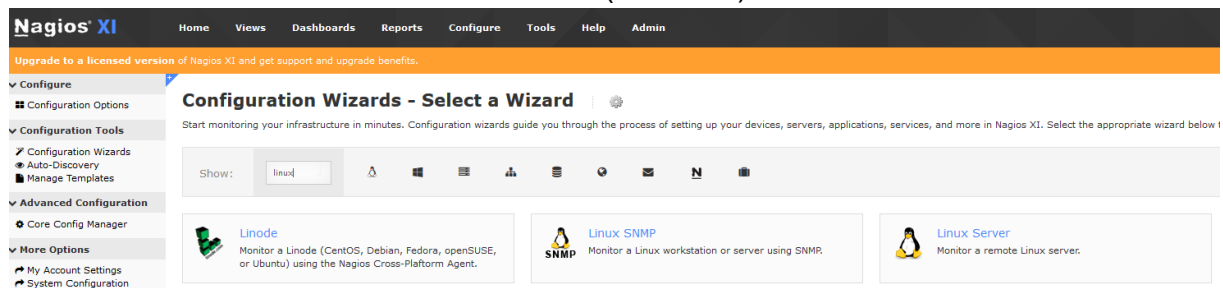 Nagios® XI
Home Views Dashboards Reports Configure Tools Help Admin
Upgrade to a licensed version of Nagios XI and get support and upgrade benefits.
Configure
Configuration Options
Configuration Tools
Configuration Wizards
Auto-Discovery
Manage Templates
Advanced Configuration
Core Config Manager
More Options
My Account Settings
System Configuration
Configuration Wizards - Select a Wizard
Start monitoring your infrastructure in minutes. Configuration wizards guide you through the process of setting up your devices, servers, applications, services, and more in Nagios XI. Select the appropriate wizard below
Show: linux
N
Linode
Monitor a Linode (CentOS, Debian, Fedora, openSUSE,
or Ubuntu) using the Nagios Cross-Plaftorm Agent.
SNMP
Linux SNMP
Monitor a Linux workstation or server using SNMP.
Linux Server
Monitor a remote Linux server.